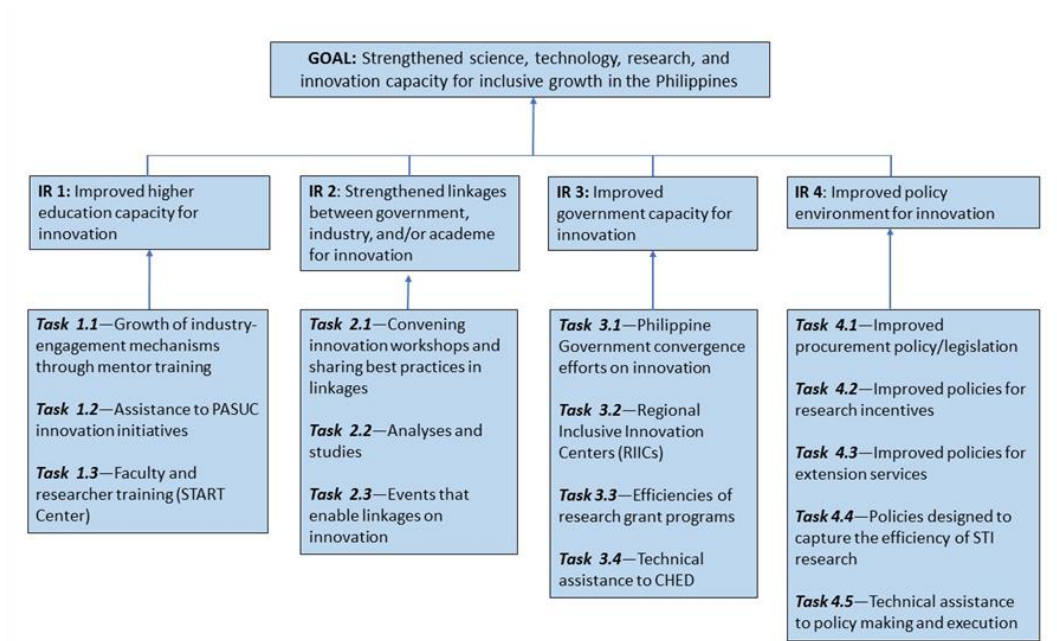 GOAL: Strengthened science, technology, research, and
innovation capacity for inclusive growth in the Philippines
IR 1: Improved higher
education capacity for
innovation
IR 2: Strengthened linkages
between government,
industry, and/or academe
for innovation
IR 3: Improved
government capacity for
innovation
IR 4: Improved policy
environment for innovation
Task 1.1—Growth of industry-
engagement mechanisms
through mentor training
Task 1.2—Assistance to PASUC
innovation initiatives
Task 1.3—Faculty and
researcher training (START
Center)
Task 2.1—Convening
innovation workshops and
sharing best practices in
linkages
Task 2.2—Analyses and
studies
Task 2.3—Events that
enable linkages on
innovation
Task 3.1—Philippine
Government convergence
efforts on innovation
Task 3.2—Regional
Inclusive Innovation
Centers (RIICs)
Task 3.3—Efficiencies of
research grant programs
Task 3.4—Technical
assistance to CHED
Task 4.1—Improved
procurement policy/legislation
Task 4.2—Improved policies for
research incentives
Task 4.3—Improved policies for
extension services
Task 4.4—Policies designed to
capture the efficiency of STI
research
Task 4.5—Technical assistance
to policy making and execution